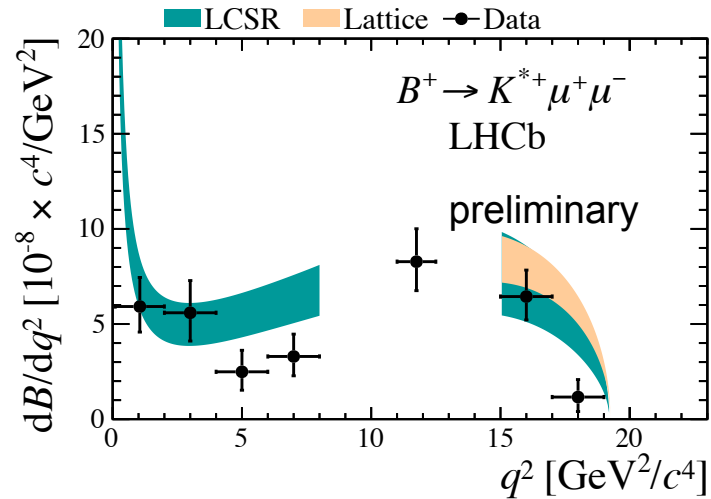 LCSR Lattice Data
B⁺ → K*⁺μ⁺μ⁻
LHCb
preliminary
dB/dq² [10⁻⁸ × c⁴/GeV²]
20
15
10
5
0
0 5 10 15 20
q² [GeV²/c⁴]